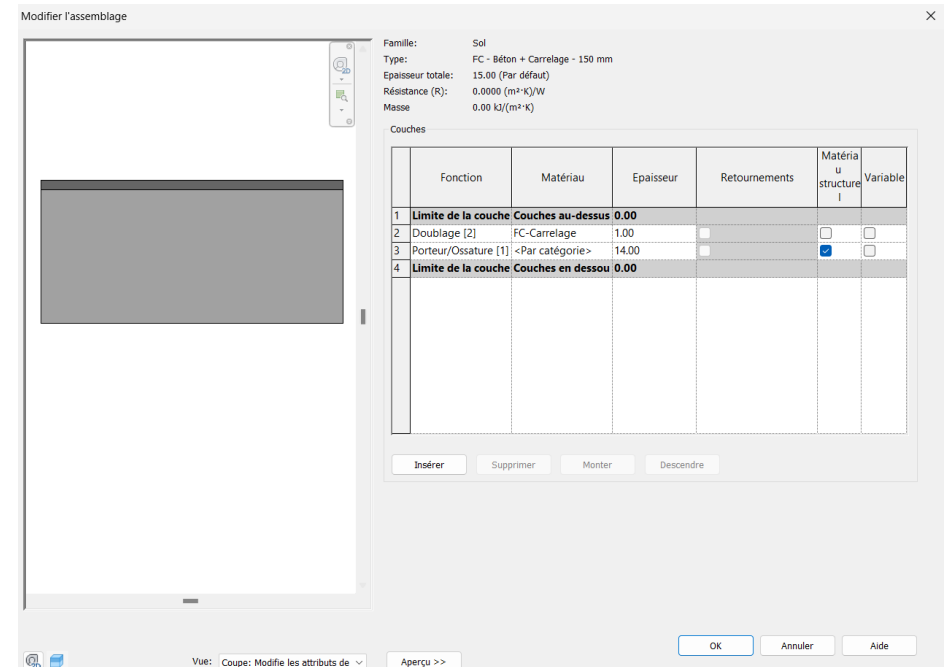 Modifier l'assemblage
Famille: Sol
Type: FC - Béton + Carrelage - 150 mm
Epaisseur totale: 15.00 (Par défaut)
Résistance (R): 0.0000 (m²·K)/W
Masse 0.00 kJ/(m²·K)
Couches
Fonction Matériau Epaisseur Retournements Matéria u structure l Variable
1 Limite de la couche Couches au-dessus 0.00
2 Doublage [2] FC-Carrelage 1.00
3 Porteur/Ossature [1] <Par catégorie> 14.00
4 Limite de la couche Couches en dessou 0.00
Insérer Supprimer Monter Descendre
OK Annuler Aide
Vue: Coupe: Modifie les attributs de Aperçu >>